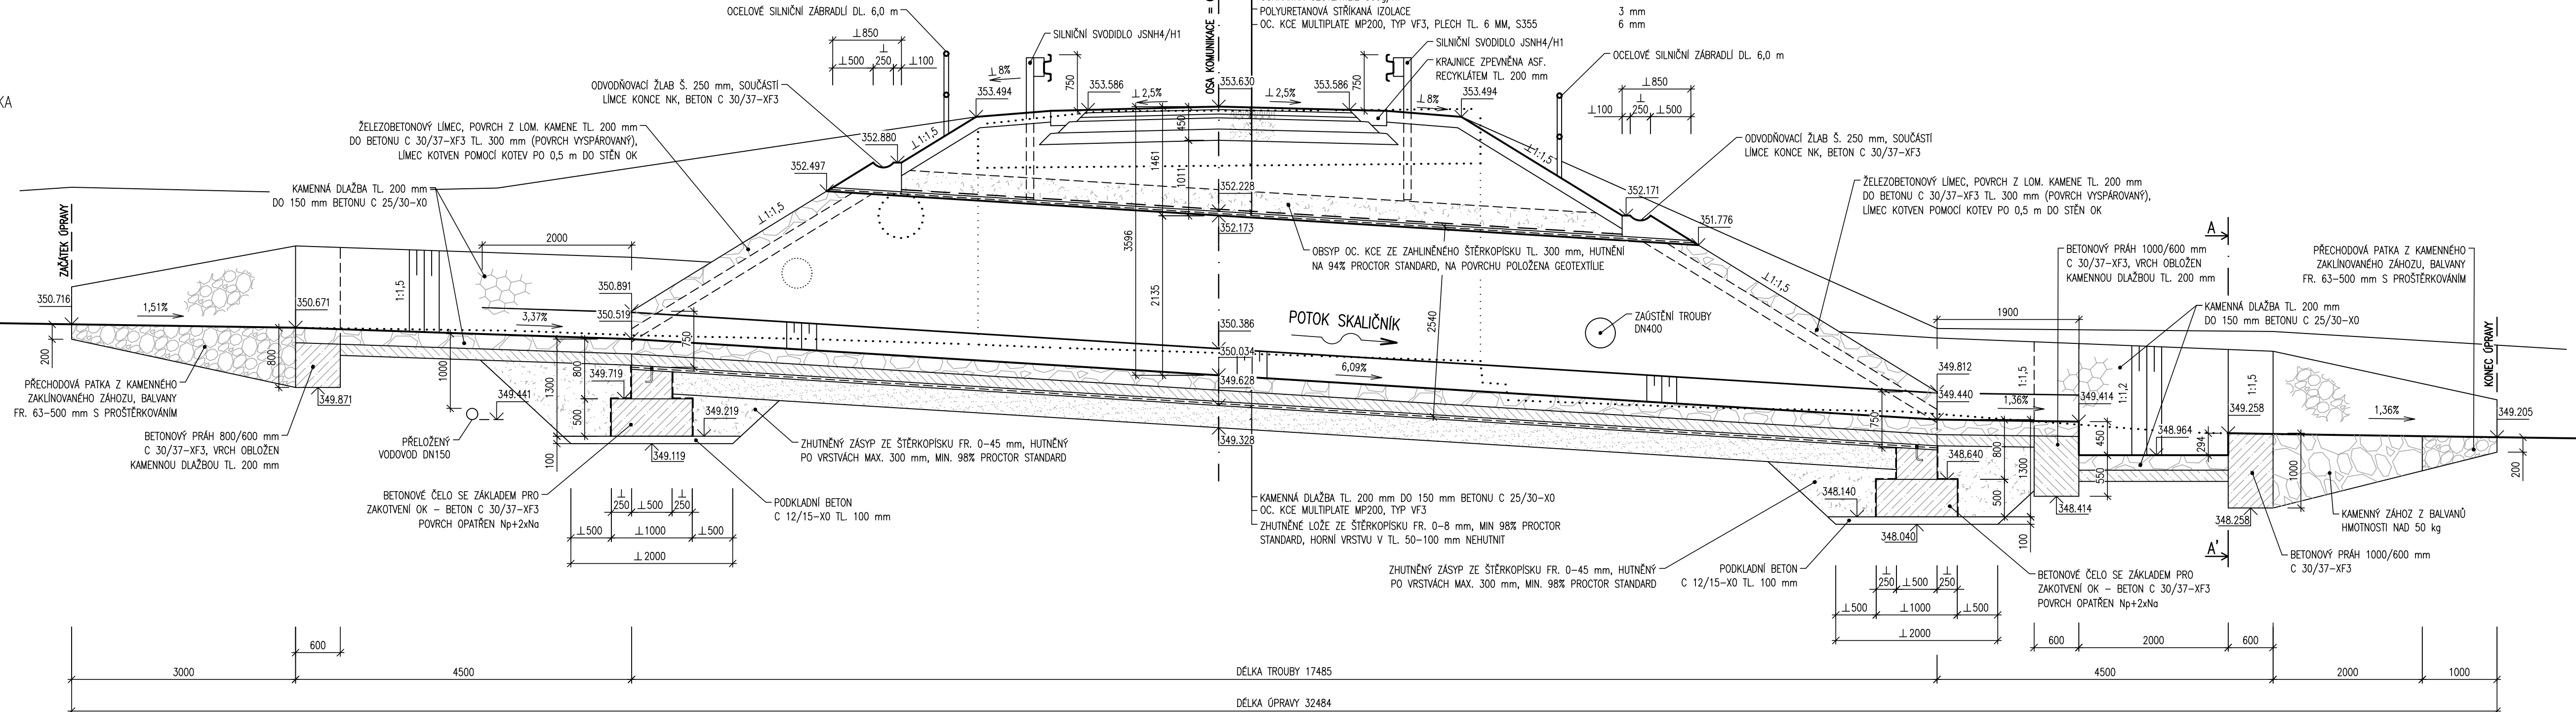 OCELOVÉ SILNIČNÍ ZÁBRADLÍ DL. 6,0 m
⊥850
⊥500
⊥
250
⊥100
SILNIČNÍ SVODIDLO JSNH4/H1
OSA KOMUNIKACE =
POLYURETANOVÁ STŘÍKANÁ IZOLACE
3 mm
OC. KCE MULTIPLATE MP200, TYP VF3, PLECH TL. 6 MM, S355
6 mm
SILNIČNÍ SVODIDLO JSNH4/H1
KRAJNICE ZPEVNĚNA ASF.
RECYKLÁTEM TL. 200 mm
OCELOVÉ SILNIČNÍ ZÁBRADLÍ DL. 6,0 m
⊥850
⊥100
⊥
250
⊥500
KA
ODVODŇOVACÍ ŽLAB Š. 250 mm, SOUČÁSTÍ
LÍMCE KONCE NK, BETON C 30/37-XF3
⊥8%
353.494
750
353.586
⊥2,5%
353.630
⊥2,5%
353.586
750
⊥8%
353.494
ŽELEZOBETONOVÝ LÍMEC, POVRCH Z LOM. KAMENE TL. 200 mm
DO BETONU C 30/37-XF3 TL. 300 mm (POVRCH VYSPÁROVANÝ),
LÍMEC KOTVEN POMOCÍ KOTEV PO 0,5 m DO STĚN OK
352.880
⊥1:1,5
352.497
⊥1:1,5
450
1461
1011
352.228
352.173
3596
2135
⊥1:1,5
352.171
351.776
⊥1:1,5
ODVODŇOVACÍ ŽLAB Š. 250 mm, SOUČÁSTÍ
LÍMCE KONCE NK, BETON C 30/37-XF3
ŽELEZOBETONOVÝ LÍMEC, POVRCH Z LOM. KAMENE TL. 200 mm
DO BETONU C 30/37-XF3 TL. 300 mm (POVRCH VYSPÁROVANÝ),
LÍMEC KOTVEN POMOCÍ KOTEV PO 0,5 m DO STĚN OK
KAMENNÁ DLAŽBA TL. 200 mm
DO 150 mm BETONU C 25/30-X0
ZAČÁTEK ÚPRAVY
2000
OBSYP OC. KCE ZE ZAHLINĚNÉHO ŠTĚRKOPÍSKU TL. 300 mm, HUTNĚNÍ
NA 94% PROCTOR STANDARD, NA POVRCHU POLOŽENA GEOTEXTÍLIE
A
BETONOVÝ PRÁH 1000/600 mm
C 30/37-XF3, VRCH OBLOŽEN
KAMENNOU DLAŽBOU TL. 200 mm
PŘECHODOVÁ PATKA Z KAMENNÉHO
ZAKLÍNOVANÉHO ZÁHOZU, BALVANY
FR. 63-500 mm S PROŠTĚRKOVÁNÍM
KAMENNÁ DLAŽBA TL. 200 mm
DO 150 mm BETONU C 25/30-X0
350.716
1,51%
350.671
1:1,5
3,37%
350.891
350.519
750
350.386
350.034
349.628
349.328
POTOK SKALIČNÍK
2540
6,09%
ZAÚSTĚNÍ TROUBY
DN400
1900
349.812
349.440
1:1,5
1,36%
349.414
1:1,2
1:1,5
349.258
1,36%
KONEC ÚPRAVY
349.205
200
800
PŘECHODOVÁ PATKA Z KAMENNÉHO
ZAKLÍNOVANÉHO ZÁHOZU, BALVANY
FR. 63-500 mm S PROŠTĚRKOVÁNÍM
349.871
1000
349.441
PŘELOŽENÝ
VODOVOD DN150
1300
800
500
100
349.719
349.219
349.119
ZHUTNĚNÝ ZÁSYP ZE ŠTĚRKOPÍSKU FR. 0-45 mm, HUTNĚNÝ
PO VRSTVÁCH MAX. 300 mm, MIN. 98% PROCTOR STANDARD
BETONOVÝ PRÁH 800/600 mm
C 30/37-XF3, VRCH OBLOŽEN
KAMENNOU DLAŽBOU TL. 200 mm
BETONOVÉ ČELO SE ZÁKLADEM PRO
ZAKOTVENÍ OK - BETON C 30/37-XF3
POVRCH OPATŘEN Np+2xNa
PODKLADNÍ BETON
C 12/15-X0 TL. 100 mm
⊥
250
⊥500
⊥
250
⊥500
⊥1000
⊥500
⊥2000
KAMENNÁ DLAŽBA TL. 200 mm DO 150 mm BETONU C 25/30-X0
OC. KCE MULTIPLATE MP200, TYP VF3
ZHUTNĚNÉ LOŽE ZE ŠTĚRKOPÍSKU FR. 0-8 mm, MIN 98% PROCTOR
STANDARD, HORNÍ VRSTVU V TL. 50-100 mm NEHUTNIT
750
348.640
348.140
348.040
800
1300
500
100
450
550
348.964
294
348.414
1000
348.258
200
KAMENNÝ ZÁHOZ Z BALVANŮ
HMOTNOSTI NAD 50 kg
A'
BETONOVÝ PRÁH 1000/600 mm
C 30/37-XF3
ZHUTNĚNÝ ZÁSYP ZE ŠTĚRKOPÍSKU FR. 0-45 mm, HUTNĚNÝ
PO VRSTVÁCH MAX. 300 mm, MIN. 98% PROCTOR STANDARD
PODKLADNÍ BETON
C 12/15-X0 TL. 100 mm
⊥
250
⊥500
⊥
250
⊥500
⊥1000
⊥500
⊥2000
BETONOVÉ ČELO SE ZÁKLADEM PRO
ZAKOTVENÍ OK - BETON C 30/37-XF3
POVRCH OPATŘEN Np+2xNa
600
600
2000
600
3000
4500
DÉLKA TROUBY 17485
4500
2000
1000
DÉLKA ÚPRAVY 32484